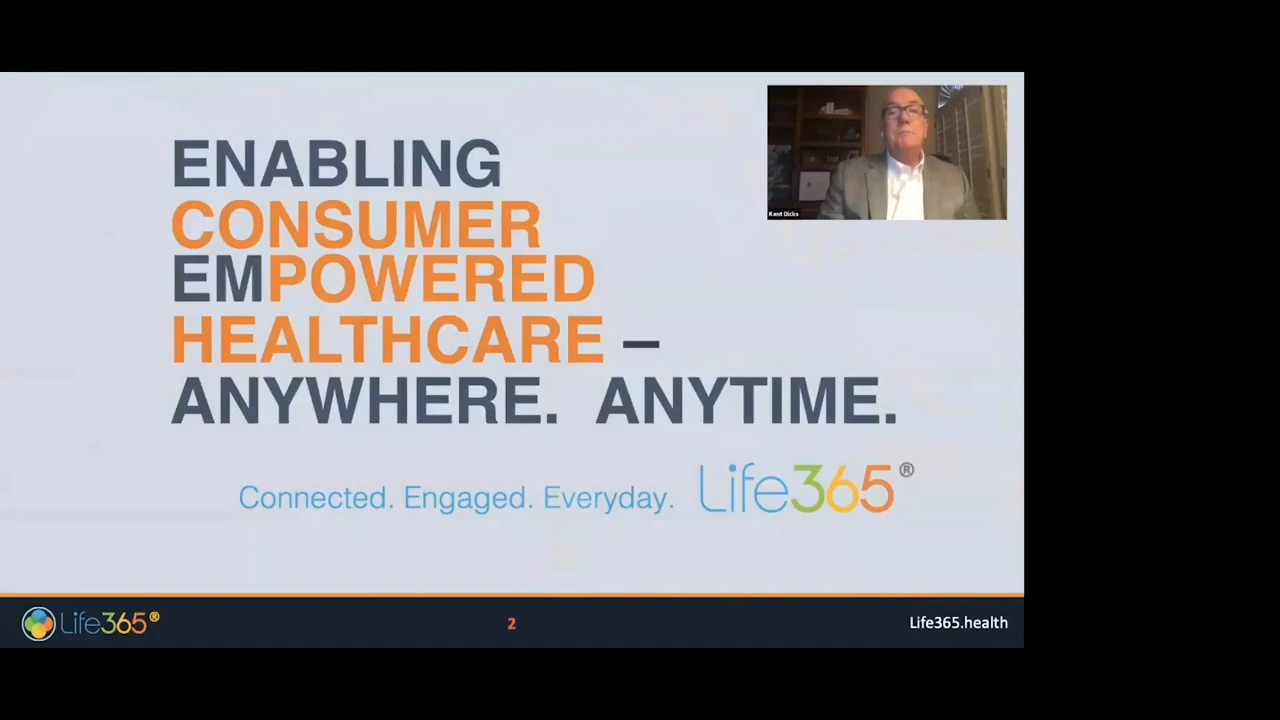 ENABLING
CONSUMER
EMPOWERED
HEALTHCARE –
ANYWHERE. ANYTIME.
Connected. Engaged. Everyday. Life365®
Kent Dicks
Life365® 2 Life365.health